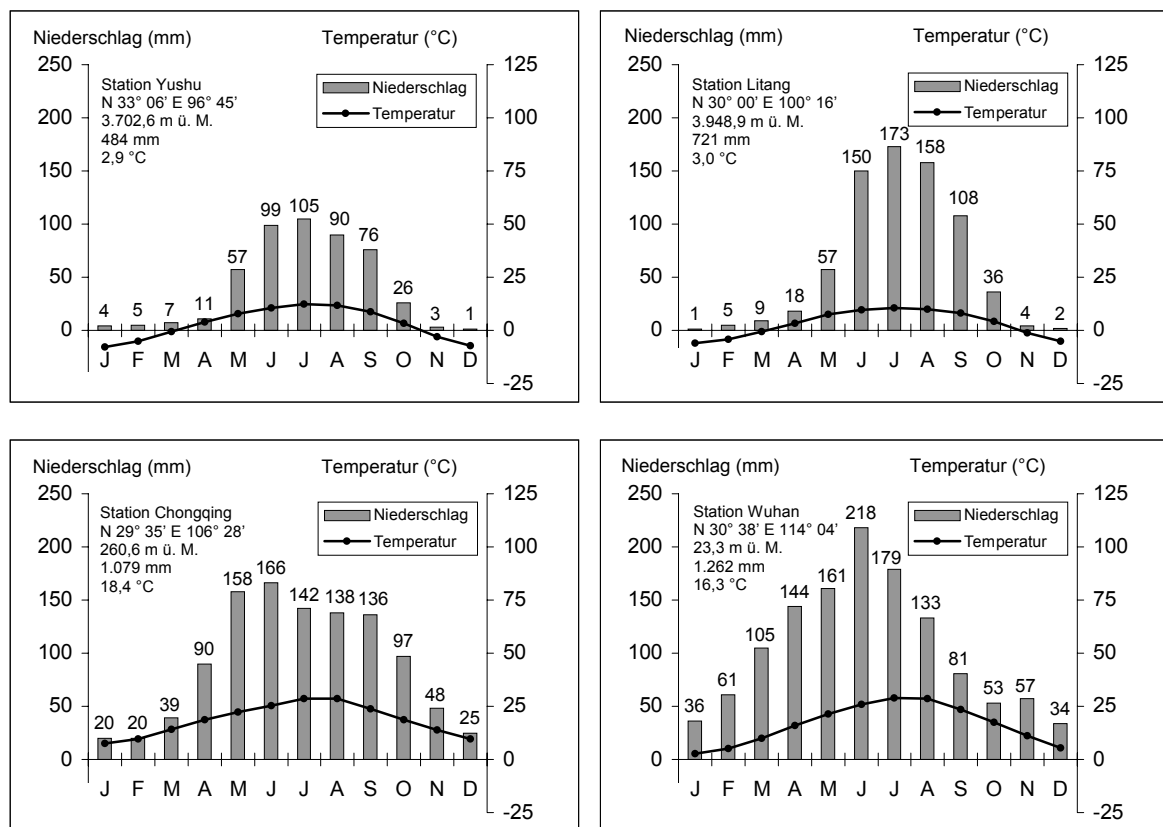 Niederschlag (mm) Temperatur (°C)
250 125
Station Yushu
N 33° 06’ E 96° 45’
3.702,6 m ü. M.
484 mm
2,9 °C
Niederschlag
Temperatur
200 100
150 75
100 50
50 25
0 0
-25
4 5 7 11 57 99 105 90 76 26 3 1
J F M A M J J A S O N D
Niederschlag (mm) Temperatur (°C)
250 125
Station Litang
N 30° 00’ E 100° 16’
3.948,9 m ü. M.
721 mm
3,0 °C
Niederschlag
Temperatur
200 100
150 75
100 50
50 25
0 0
-25
1 5 9 18 57 150 173 158 108 36 4 2
J F M A M J J A S O N D
Niederschlag (mm) Temperatur (°C)
250 125
Station Chongqing
N 29° 35’ E 106° 28’
260,6 m ü. M.
1.079 mm
18,4 °C
Niederschlag
Temperatur
200 100
150 75
100 50
50 25
0 0
-25
20 20 39 90 158 166 142 138 136 97 48 25
J F M A M J J A S O N D
Niederschlag (mm) Temperatur (°C)
250 125
Station Wuhan
N 30° 38’ E 114° 04’
23,3 m ü. M.
1.262 mm
16,3 °C
Niederschlag
Temperatur
200 100
150 75
100 50
50 25
0 0
-25
36 61 105 144 161 218 179 133 81 53 57 34
J F M A M J J A S O N D